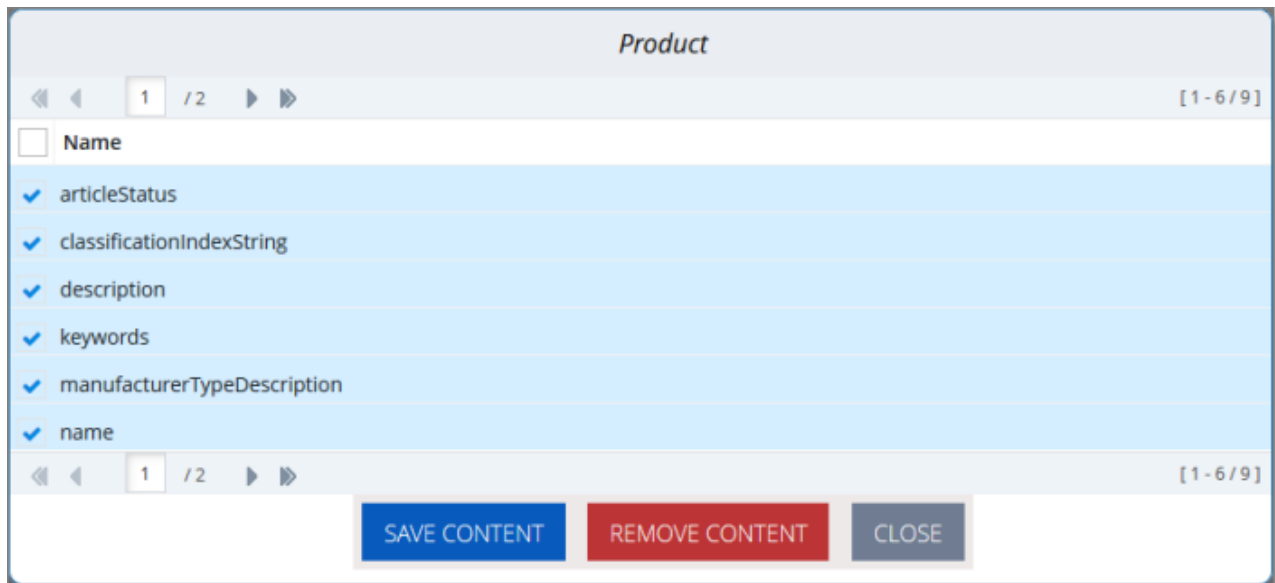 Product
1 / 2 [ 1 - 6 / 9 ]
Name
articleStatus
classificationIndexString
description
keywords
manufacturerTypeDescription
name
1 / 2 [ 1 - 6 / 9 ]
SAVE CONTENT REMOVE CONTENT CLOSE